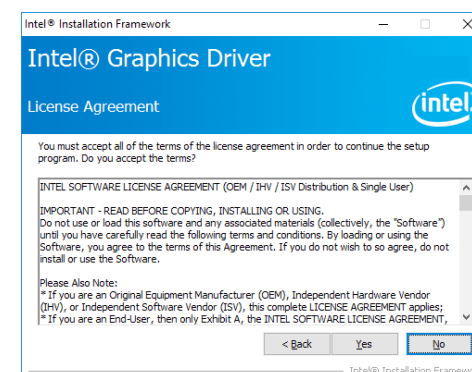 Intel® Installation Framework
Intel® Graphics Driver
License Agreement
intel
You must accept all of the terms of the license agreement in order to continue the setup
program. Do you accept the terms?
INTEL SOFTWARE LICENSE AGREEMENT (OEM / IHV / ISV Distribution & Single User)
IMPORTANT - READ BEFORE COPYING, INSTALLING OR USING.
Do not use or load this software and any associated materials (collectively, the "Software")
until you have carefully read the following terms and conditions. By loading or using the
Software, you agree to the terms of this Agreement. If you do not wish to so agree, do not
install or use the Software.
Please Also Note:
* If you are an Original Equipment Manufacturer (OEM), Independent Hardware Vendor
(IHV), or Independent Software Vendor (ISV), this complete LICENSE AGREEMENT applies;
* If you are an End-User, then only Exhibit A, the INTEL SOFTWARE LICENSE AGREEMENT,
< Back Yes No
Intel® Installation